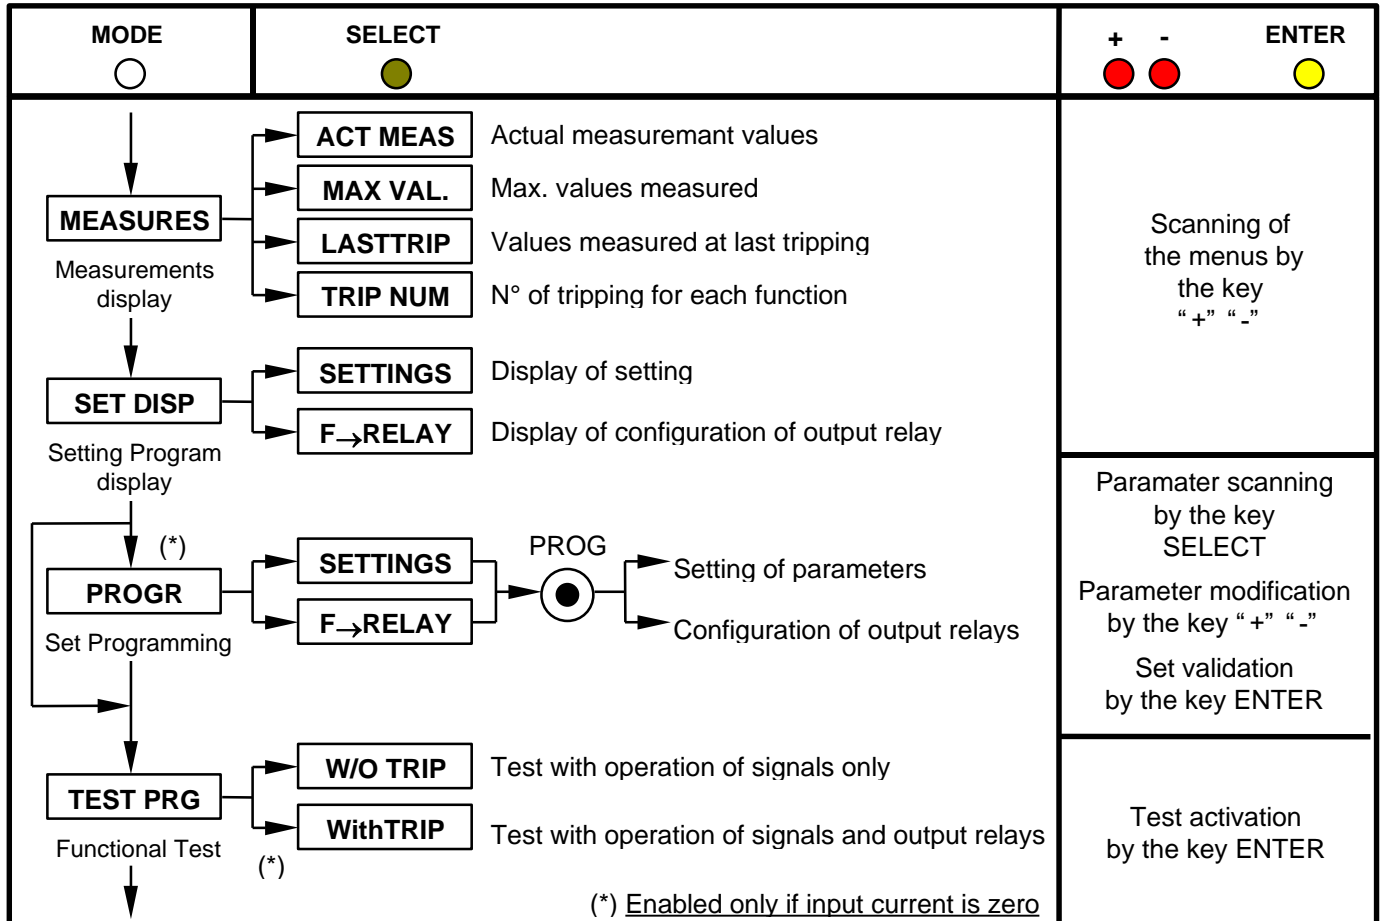 MODE
SELECT
+ -
ENTER
ACT MEAS
Actual measuremant values
MAX VAL.
Max. values measured
MEASURES
LASTTRIP
Values measured at last tripping
Measurements
display
TRIP NUM
N° of tripping for each function
Scanning of
the menus by
the key
“+” “-”
SETTINGS
Display of setting
SET DISP
F→RELAY
Display of configuration of output relay
Setting Program
display
(*)
SETTINGS
PROG
Setting of parameters
PROGR
F→RELAY
Configuration of output relays
Set Programming
Paramater scanning
by the key
SELECT
Parameter modification
by the key “+” “-”
Set validation
by the key ENTER
W/O TRIP
Test with operation of signals only
TEST PRG
WithTRIP
Test with operation of signals and output relays
Functional Test
(*)
Test activation
by the key ENTER
(*) Enabled only if input current is zero